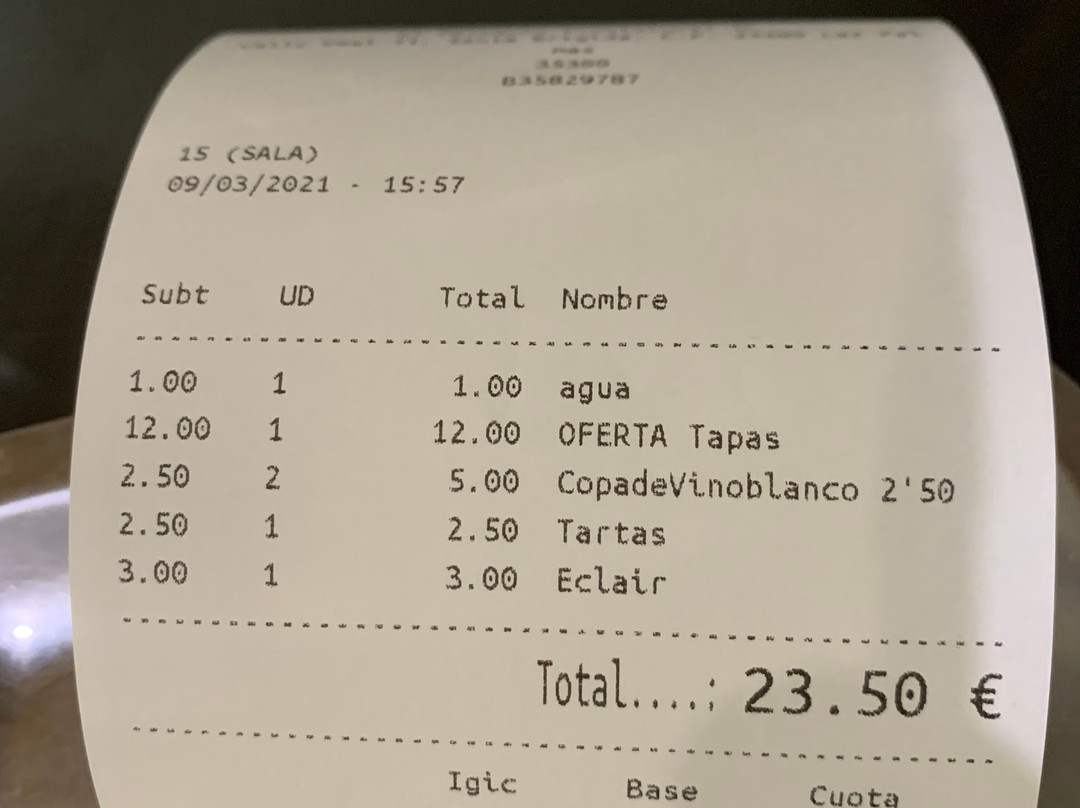 mas
35300
B35829787
15 (SALA)
09/03/2021 - 15:57
Subt UD Total Nombre
1.00 1 1.00 agua
12.00 1 12.00 OFERTA Tapas
2.50 2 5.00 CopadeVinoblanco 2'50
2.50 1 2.50 Tartas
3.00 1 3.00 Eclair
Total....: 23.50 €
Igic Base Cuota